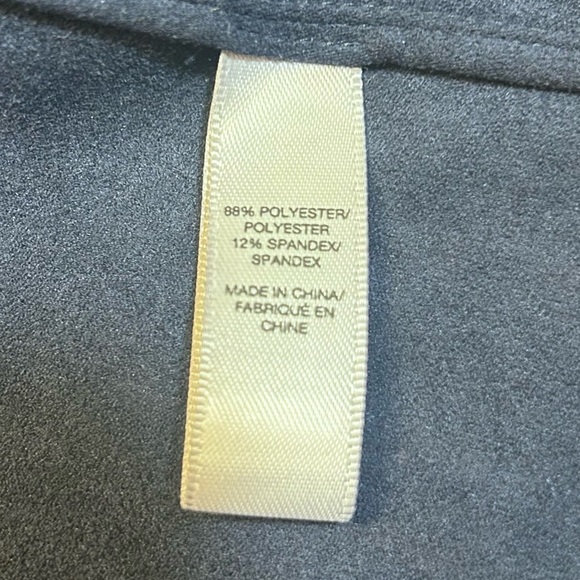 88% POLYESTER/
POLYESTER
12% SPANDEX/
SPANDEX
MADE IN CHINA/
FABRIQUÉ EN
CHINE